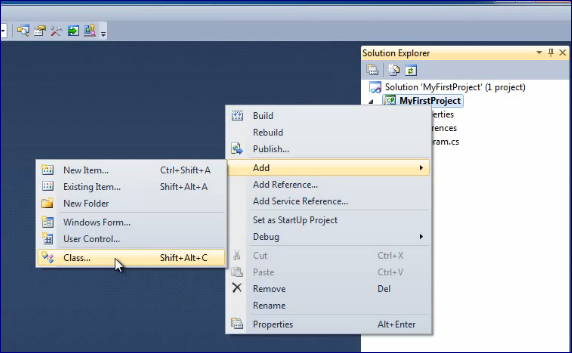 Solution Explorer
Solution 'MyFirstProject' (1 project)
MyFirstProject
erties
rences
ram.cs
Build
Rebuild
Publish...
Add
Add Reference...
Add Service Reference...
Set as StartUp Project
Debug
Cut Ctrl+X
Paste Ctrl+V
Remove Del
Rename
Properties Alt+Enter
New Item... Ctrl+Shift+A
Existing Item... Shift+Alt+A
New Folder
Windows Form...
User Control...
Class... Shift+Alt+C